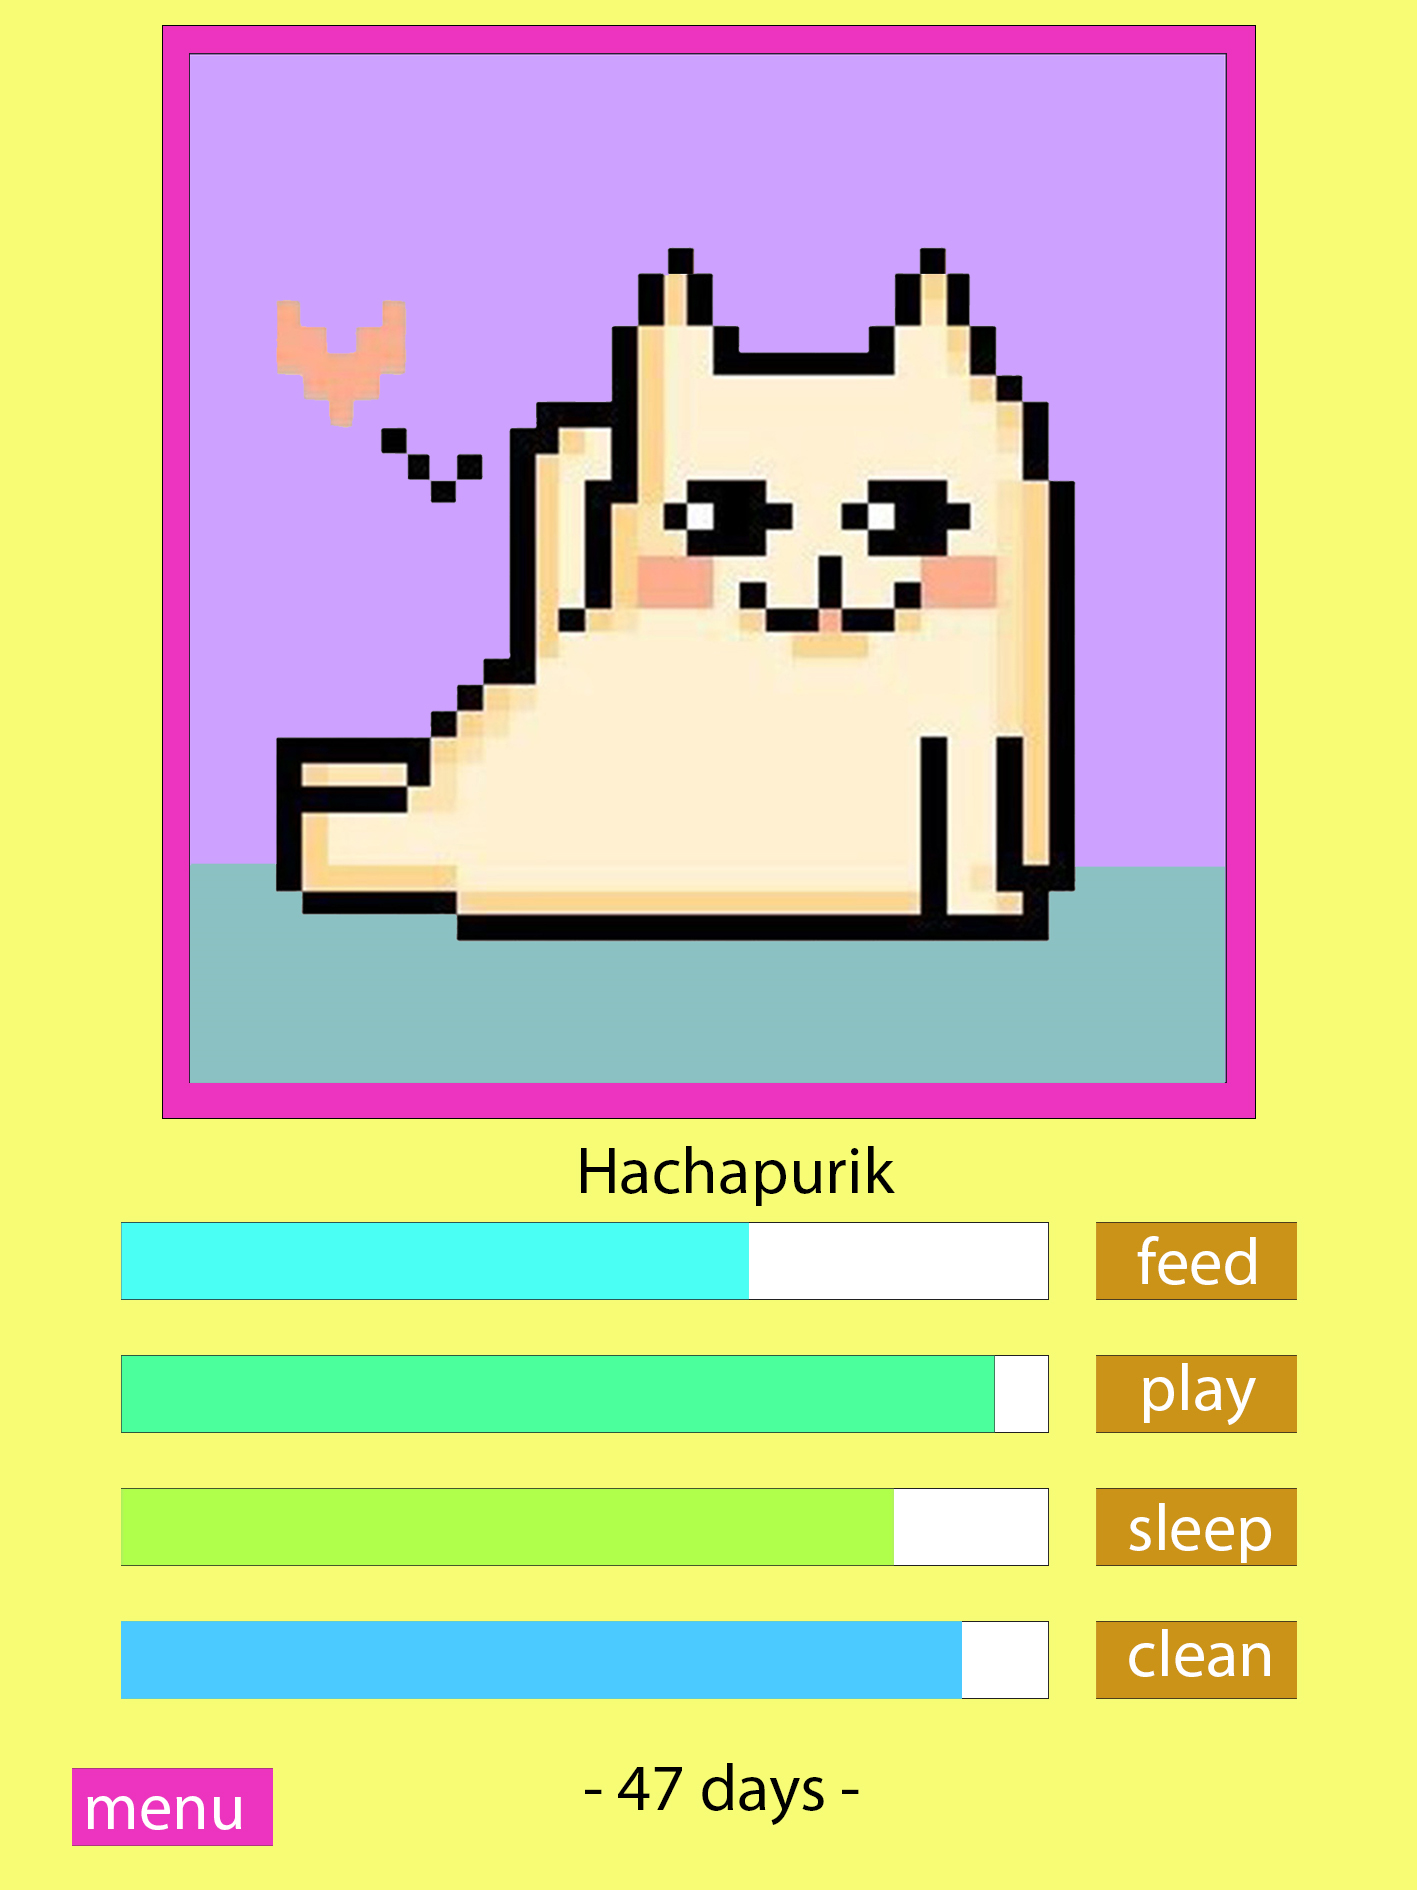 Hachapurik
feed
play
sleep
clean
- 47 days -
menu